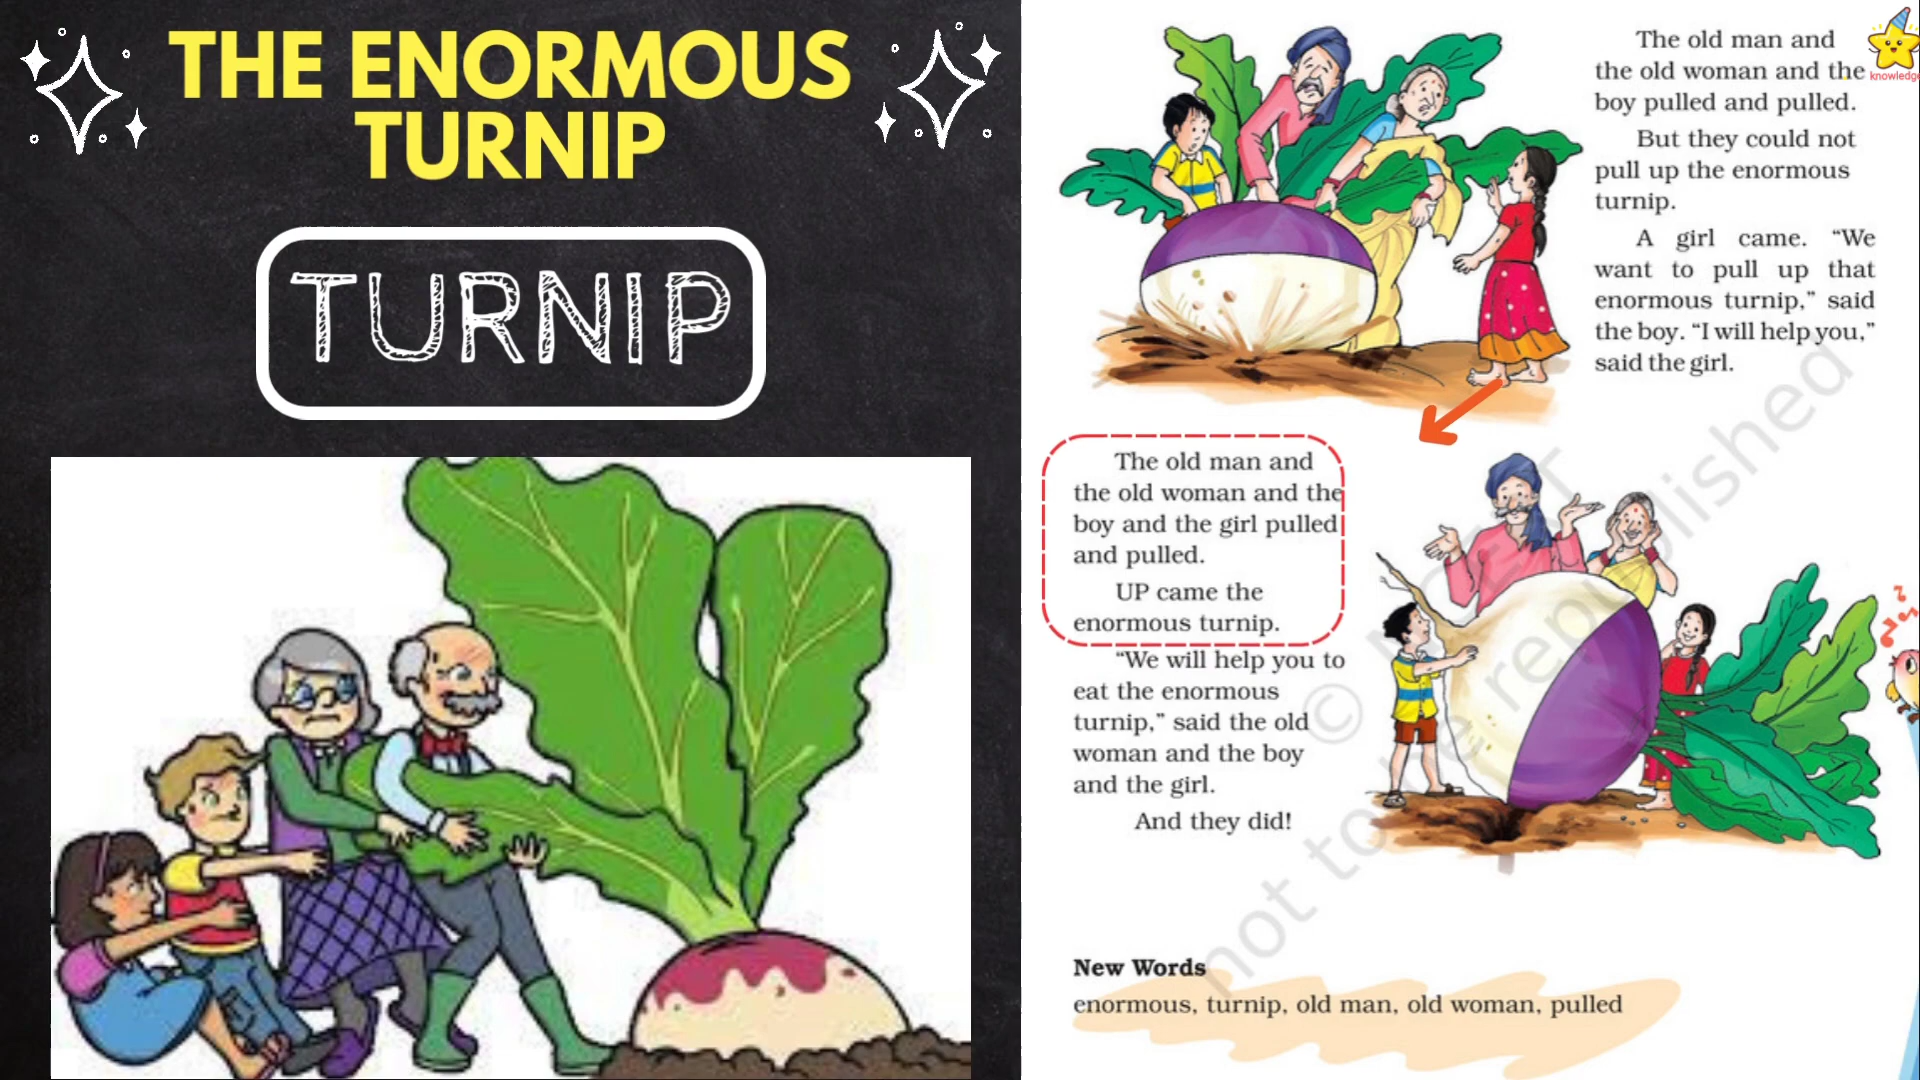 THE ENORMOUS
TURNIP
TURNIP
The old man and
the old woman and the
boy pulled and pulled.
But they could not
pull up the enormous
turnip.
A girl came. “We
want to pull up that
enormous turnip,” said
the boy. “I will help you,”
said the girl.
knowledge
The old man and
the old woman and the
boy and the girl pulled
and pulled.
UP came the
enormous turnip.
“We will help you to
eat the enormous
turnip,” said the old
woman and the boy
and the girl.
And they did!
New Words
enormous, turnip, old man, old woman, pulled
not to be republished